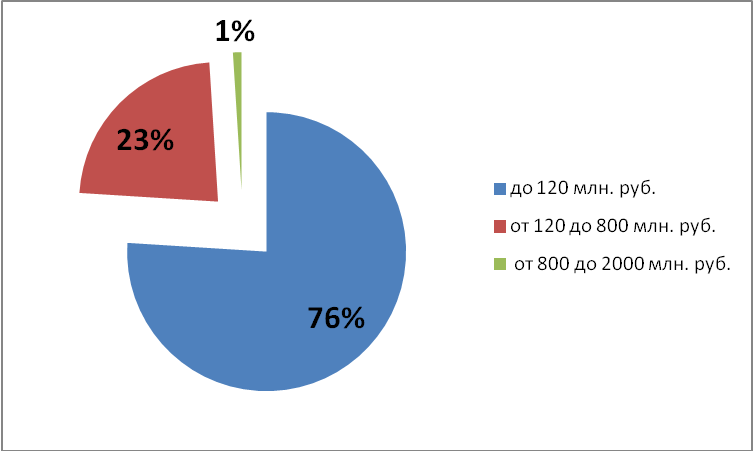 1%
23%
76%
до 120 млн. руб.
от 120 до 800 млн. руб.
от 800 до 2000 млн. руб.